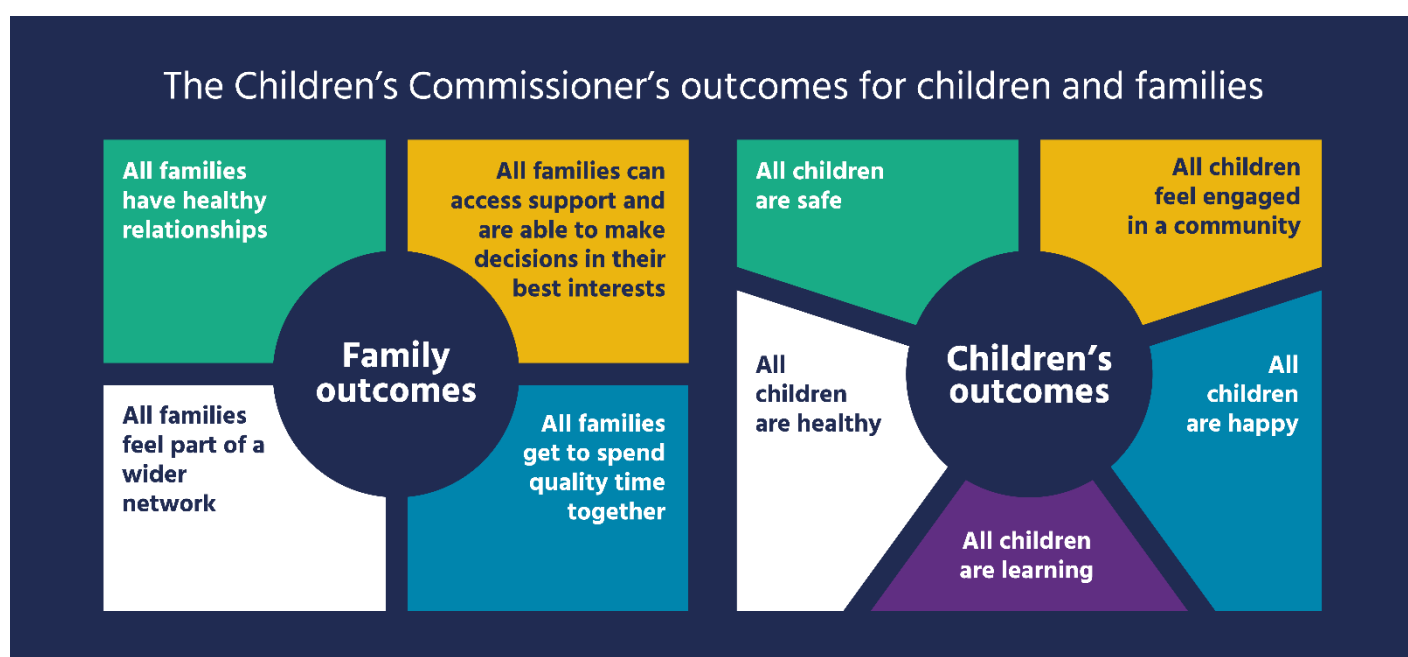 The Children’s Commissioner’s outcomes for children and families
All families
have healthy
relationships
All families can
access support and
are able to make
decisions in their
best interests
Family
outcomes
All families
feel part of a
wider
network
All families
get to spend
quality time
together
All children
are safe
All children
feel engaged
in a community
Children’s
outcomes
All
children
are healthy
All
children
are happy
All children
are learning